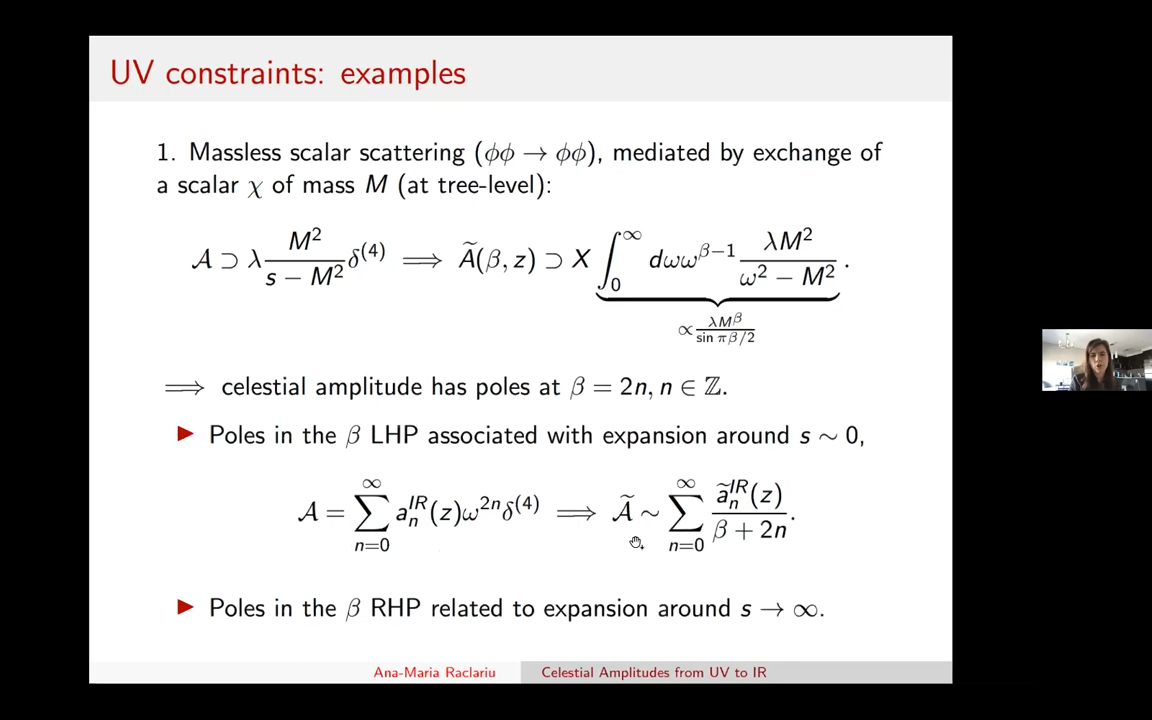 UV constraints: examples
1. Massless scalar scattering (ϕϕ → ϕϕ), mediated by exchange of
a scalar χ of mass M (at tree-level):
𝒜 ⊃ λ M²/(s − M²) δ⁽⁴⁾ ⟹ Ã(β, z) ⊃ X ∫₀^∞ dωω^{β−1} λM²/(ω² − M²) .
∝ λM^β/(sin πβ/2)
⟹ celestial amplitude has poles at β = 2n, n ∈ ℤ.
▶ Poles in the β LHP associated with expansion around s ∼ 0,
𝒜 = ∑_{n=0}^{∞} a_n^{IR}(z)ω^{2n}δ⁽⁴⁾ ⟹ 𝒜̃ ∼ ∑_{n=0}^{∞} ã_n^{IR}(z)/(β + 2n).
▶ Poles in the β RHP related to expansion around s → ∞.
Ana-Maria Raclariu Celestial Amplitudes from UV to IR